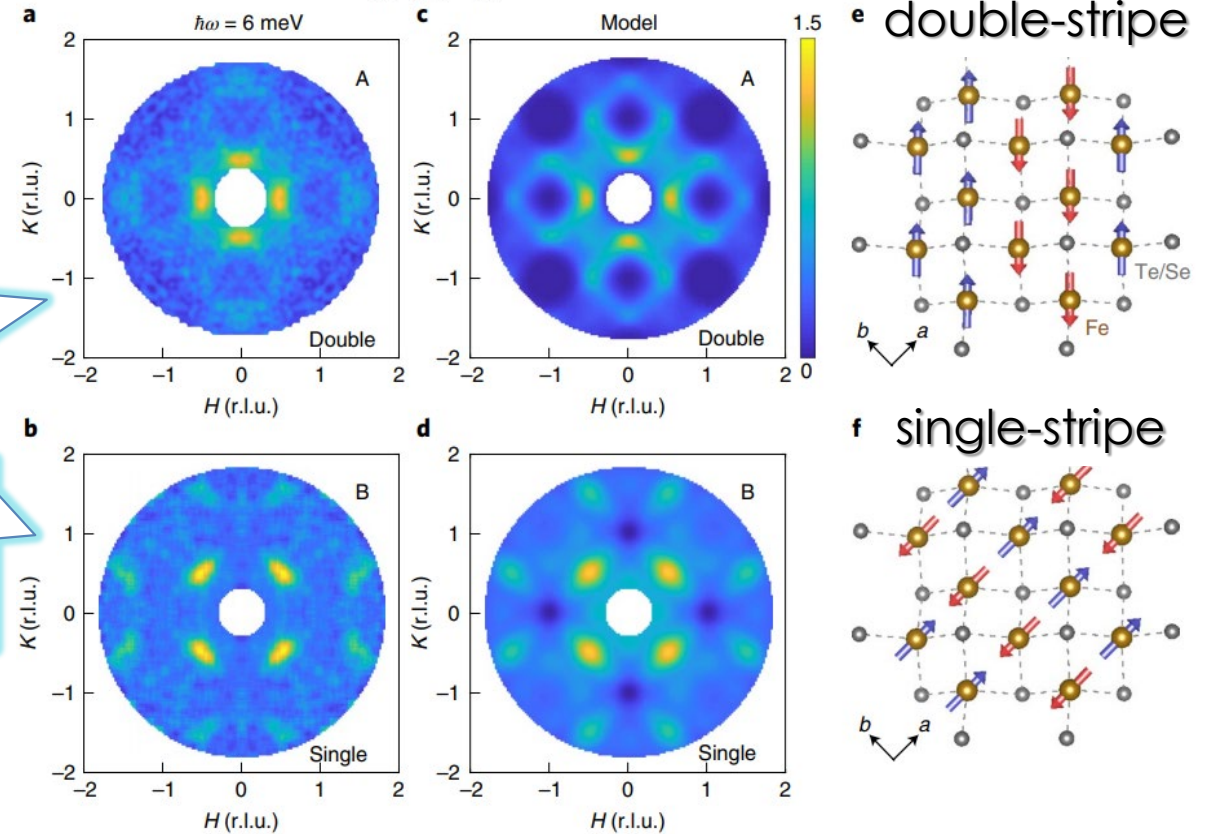 a
ħω = 6 meV
2
1
0
−1
−2
K (r.l.u.)
A
Double
−2 −1 0 1 2
H (r.l.u.)
c
Model
2
1
0
−1
−2
K (r.l.u.)
A
Double
−2 −1 0 1 2
H (r.l.u.)
1.5
0
e
double-stripe
Te/Se
Fe
b a
b
2
1
0
−1
−2
K (r.l.u.)
B
Single
−2 −1 0 1 2
H (r.l.u.)
d
2
1
0
−1
−2
K (r.l.u.)
B
Single
−2 −1 0 1 2
H (r.l.u.)
f
single-stripe
b a